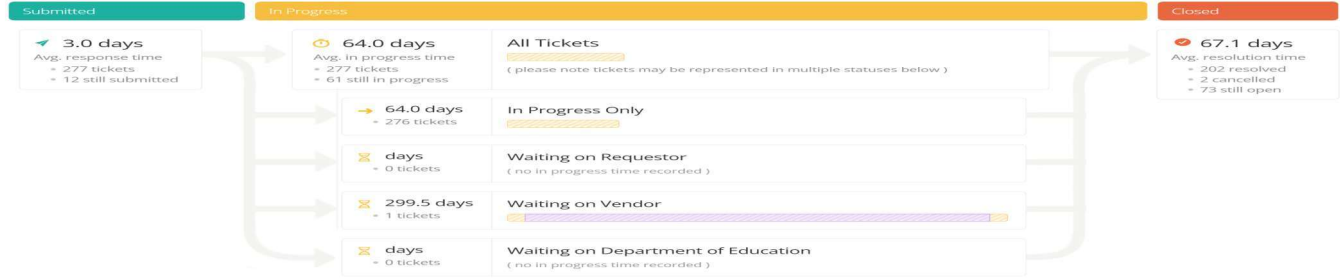 Submitted
In Progress
Closed
3.0 days
Avg. response time
277 tickets
12 still submitted
64.0 days
Avg. in progress time
277 tickets
61 still in progress
All Tickets
( please note tickets may be represented in multiple statuses below )
67.1 days
Avg. resolution time
202 resolved
2 cancelled
73 still open
64.0 days
276 tickets
In Progress Only
days
0 tickets
Waiting on Requestor
( no in progress time recorded )
299.5 days
1 tickets
Waiting on Vendor
days
0 tickets
Waiting on Department of Education
( no in progress time recorded )